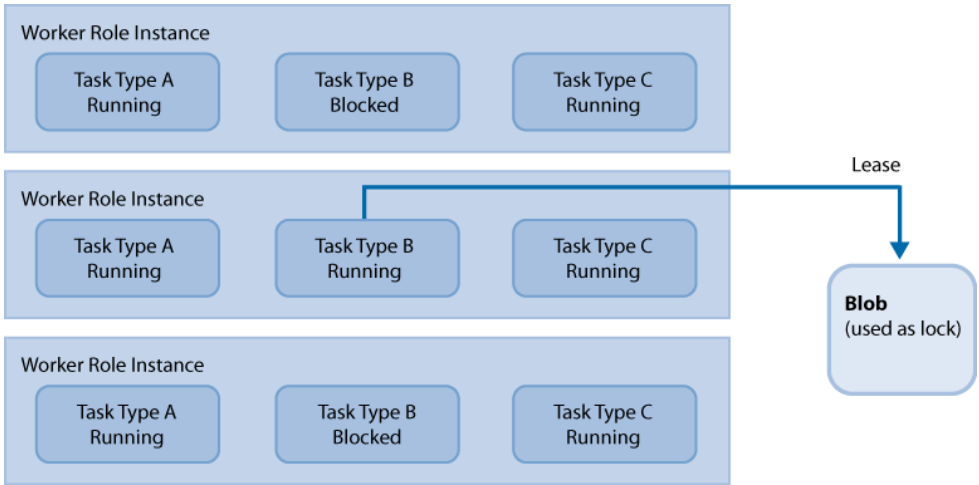 Worker Role Instance
Task Type A
Running
Task Type B
Blocked
Task Type C
Running
Lease
Worker Role Instance
Task Type A
Running
Task Type B
Running
Task Type C
Running
Blob
(used as lock)
Worker Role Instance
Task Type A
Running
Task Type B
Blocked
Task Type C
Running